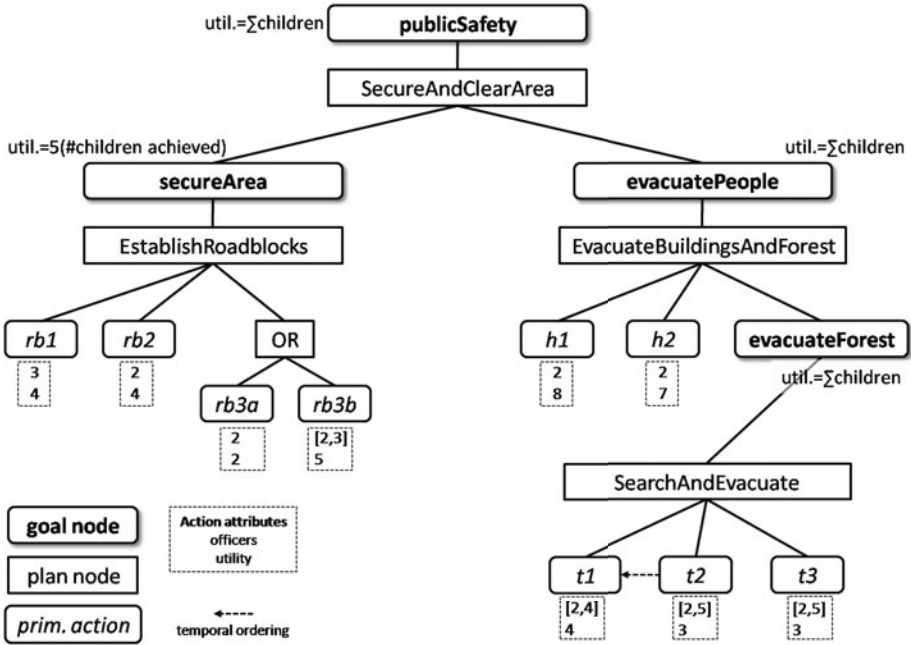 util.=∑children
publicSafety
SecureAndClearArea
util.=5(#children achieved)
util.=∑children
secureArea
evacuatePeople
EstablishRoadblocks
EvacuateBuildingsAndForest
rb1
rb2
OR
h1
h2
evacuateForest
3
4
2
4
2
8
2
7
util.=∑children
rb3a
rb3b
2
2
[2,3]
5
SearchAndEvacuate
goal node
Action attributes
officers
utility
plan node
t1
t2
t3
prim. action
temporal ordering
[2,4]
4
[2,5]
3
[2,5]
3